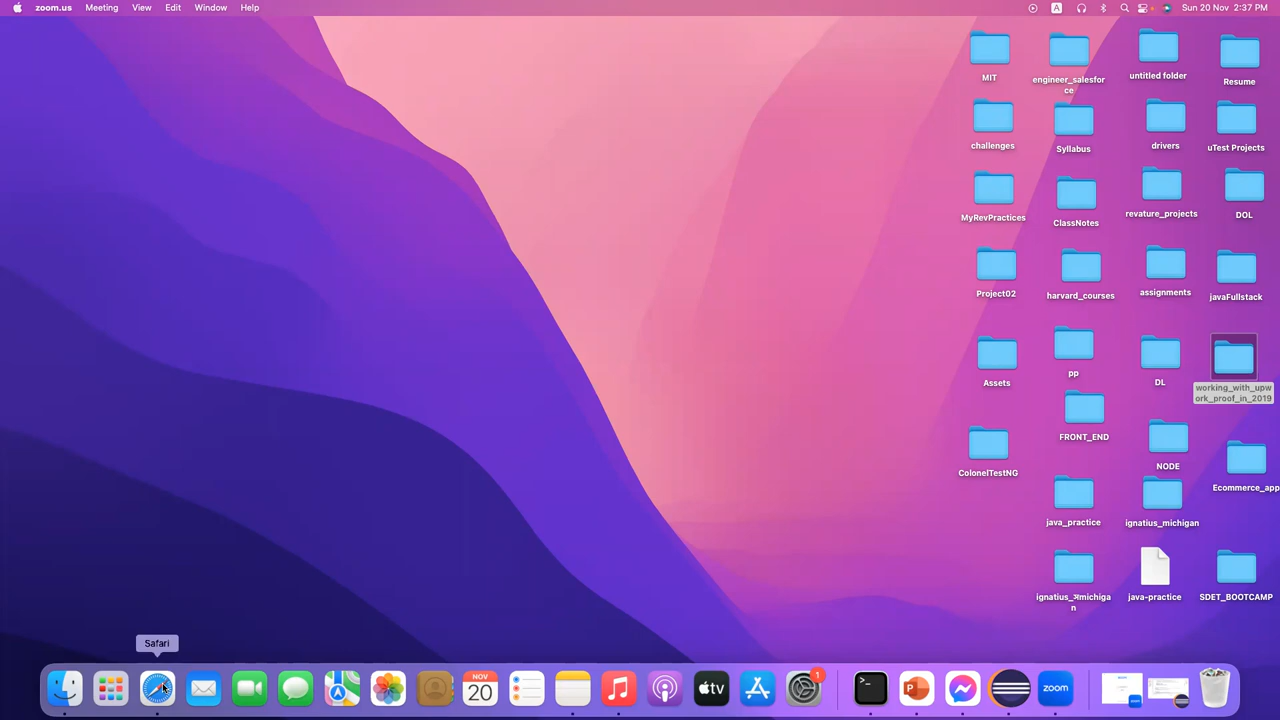 zoom.us Meeting View Edit Window Help A Sun 20 Nov 2:37 PM
MIT
engineer_salesfor
ce
untitled folder
Resume
challenges
Syllabus
drivers
uTest Projects
MyRevPractices
ClassNotes
revature_projects
DOL
Project02
harvard_courses
assignments
javaFullstack
Assets
pp
DL
working_with_upw
ork_proof_in_2019
FRONT_END
ColonelTestNG
NODE
Ecommerce_app
java_practice
ignatius_michigan
java-practice
SDET_BOOTCAMP
Safari
NOV
20
tv
1
>_
P
zoom